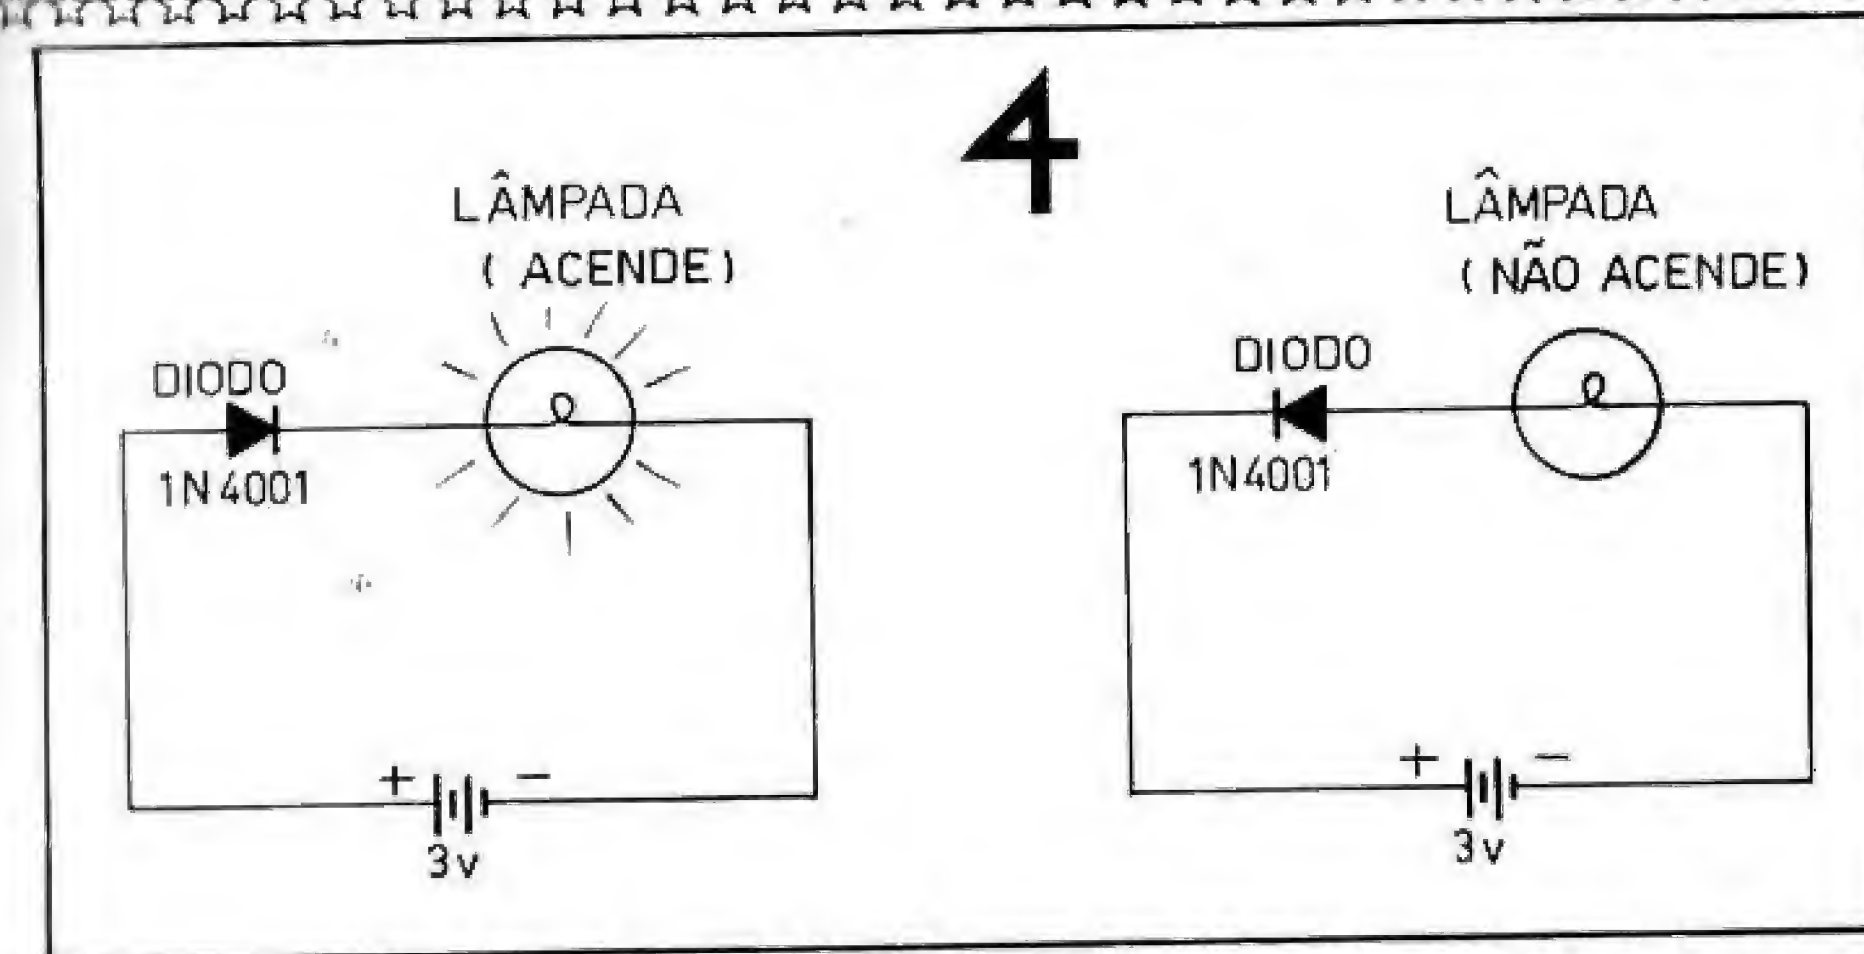 4
LÂMPADA
( ACENDE )
DIODO
1N4001
+ −
3v
LÂMPADA
( NÃO ACENDE )
DIODO
1N4001
+ −
3v